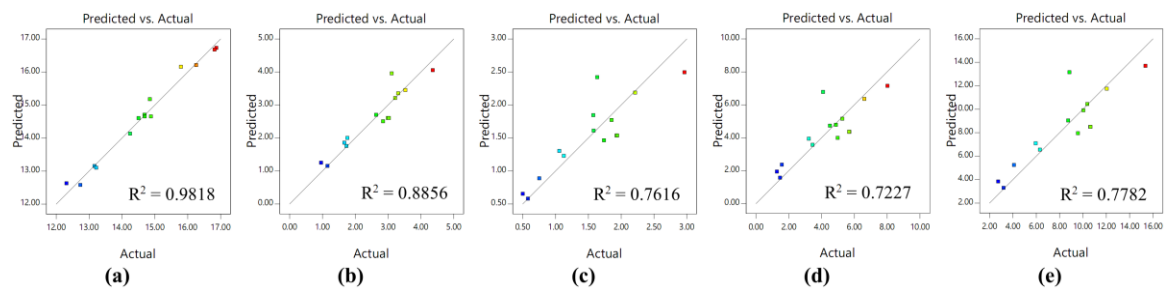 Predicted vs. Actual
17.00
16.00
15.00
14.00
13.00
12.00
Predicted
R² = 0.9818
12.00 13.00 14.00 15.00 16.00 17.00
Actual
(a)
Predicted vs. Actual
5.00
4.00
3.00
2.00
1.00
0.00
Predicted
R² = 0.8856
0.00 1.00 2.00 3.00 4.00 5.00
Actual
(b)
Predicted vs. Actual
3.00
2.50
2.00
1.50
1.00
0.50
Predicted
R² = 0.7616
0.50 1.00 1.50 2.00 2.50 3.00
Actual
(c)
Predicted vs. Actual
10.00
8.00
6.00
4.00
2.00
0.00
Predicted
R² = 0.7227
0.00 2.00 4.00 6.00 8.00 10.00
Actual
(d)
Predicted vs. Actual
16.00
14.00
12.00
10.00
8.00
6.00
4.00
2.00
Predicted
R² = 0.7782
2.00 4.00 6.00 8.00 10.00 12.00 14.00 16.00
Actual
(e)